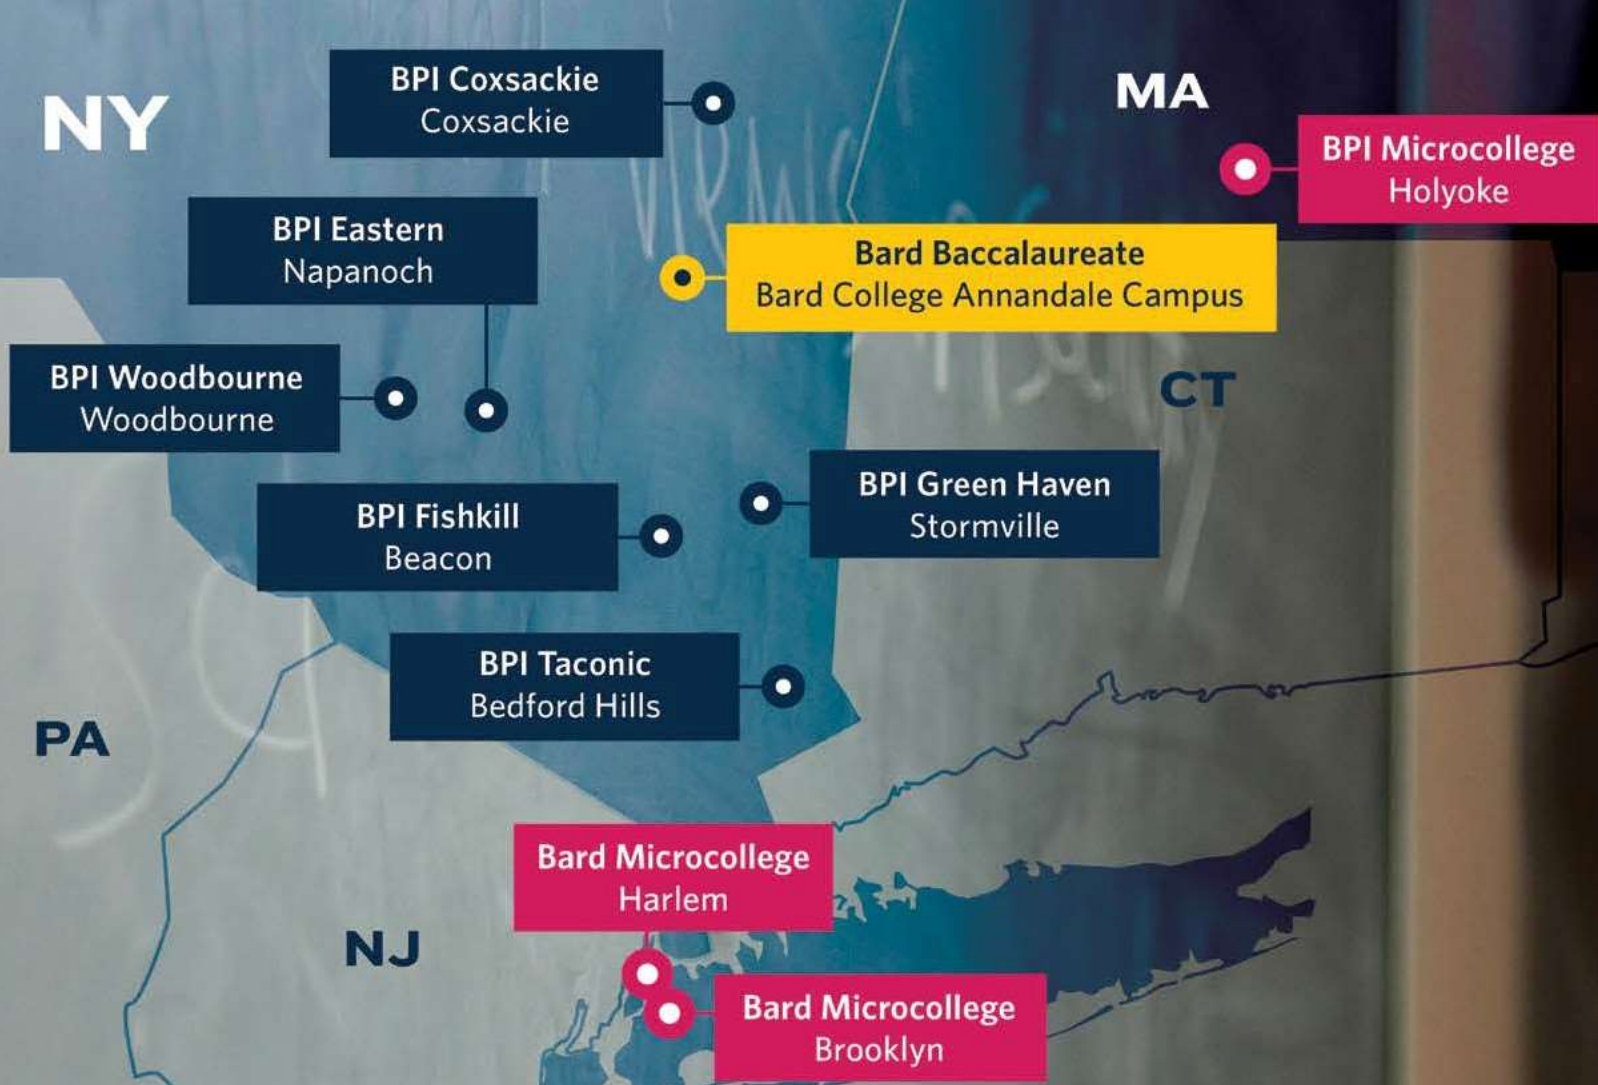 NY
BPI Coxsackie
Coxsackie
MA
BPI Microcollege
Holyoke
BPI Eastern
Napanoch
Bard Baccalaureate
Bard College Annandale Campus
BPI Woodbourne
Woodbourne
CT
BPI Green Haven
Stormville
BPI Fishkill
Beacon
BPI Taconic
Bedford Hills
PA
Bard Microcollege
Harlem
NJ
Bard Microcollege
Brooklyn